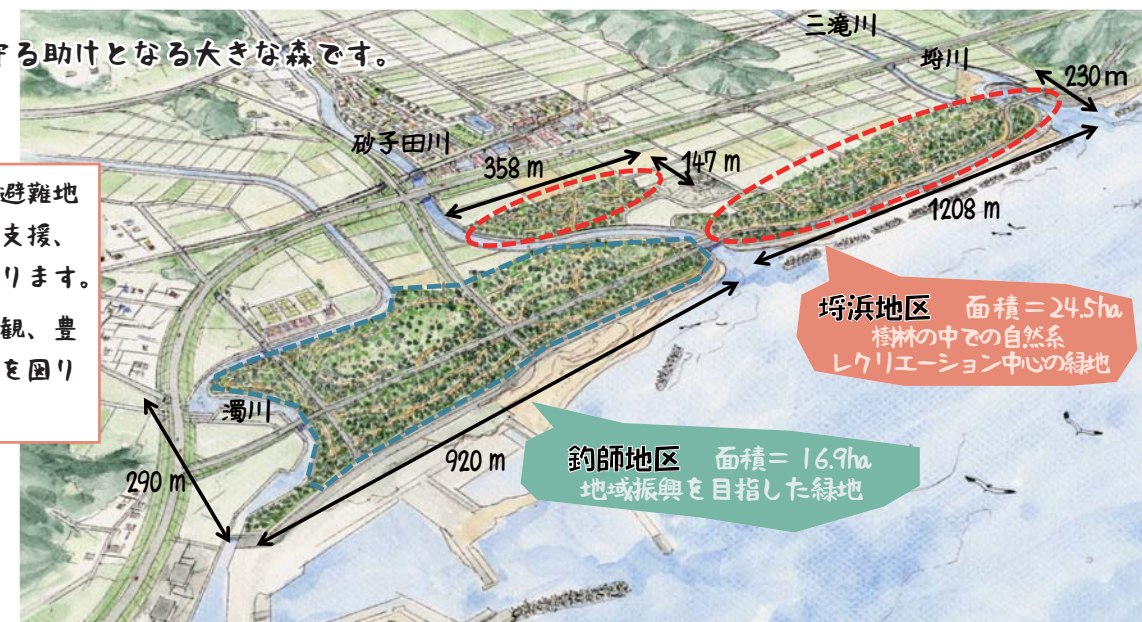 守る助けとなる大きな森です。
避難地
支援、
ります。
観、豊
を困り
三滝川
埒川
230m
砂子田川
358 m
147 m
1208 m
埒浜地区 面積=24.5ha
樹林の中での自然系
レクリエーション中心の緑地
濁川
290 m
920 m
釣師地区 面積=16.9ha
地域振興を目指した緑地